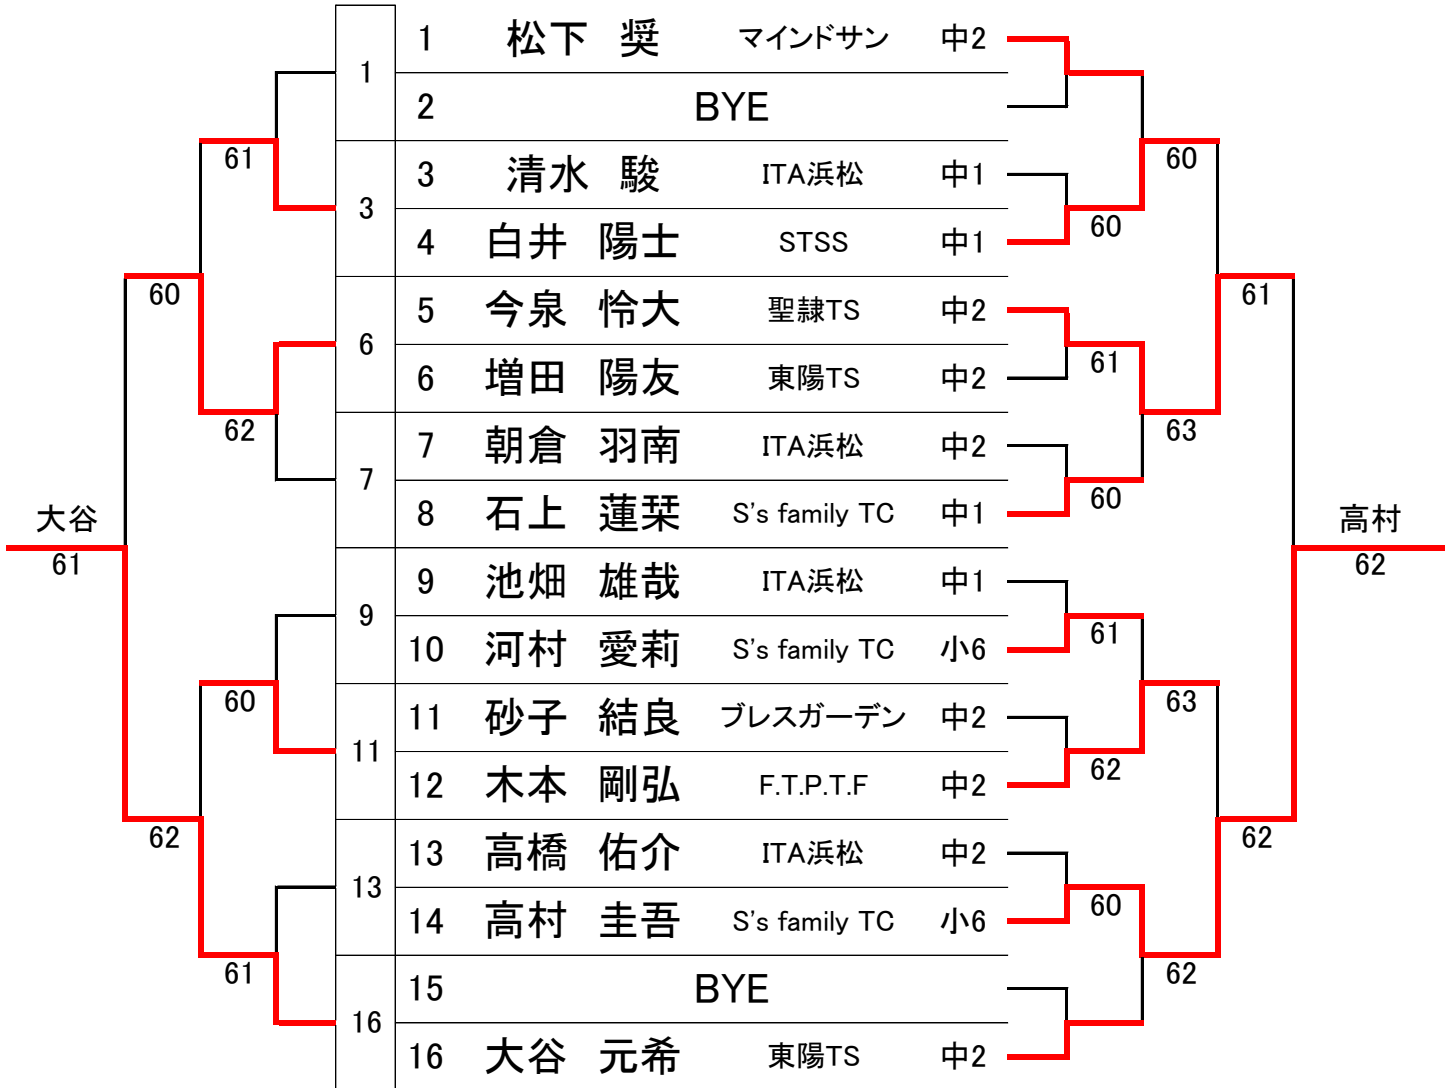 1 松下 奨 マインドサン 中2
1
2 BYE
61 60
3 清水 駿 ITA浜松 中1
3
60
4 白井 陽士 STSS 中1
60 61
5 今泉 怜大 聖隷TS 中2
6
61
6 増田 陽友 東陽TS 中2
62 63
7 朝倉 羽南 ITA浜松 中2
7
60
8 石上 蓮栞 S's family TC 中1
大谷 高村
61 62
9 池畑 雄哉 ITA浜松 中1
9
61
10 河村 愛莉 S's family TC 小6
60 63
11 砂子 結良 ブレスガーデン 中2
11
62
12 木本 剛弘 F.T.P.T.F 中2
62 62
13 高橋 佑介 ITA浜松 中2
13
60
14 高村 圭吾 S's family TC 小6
61 62
15 BYE
16
16 大谷 元希 東陽TS 中2